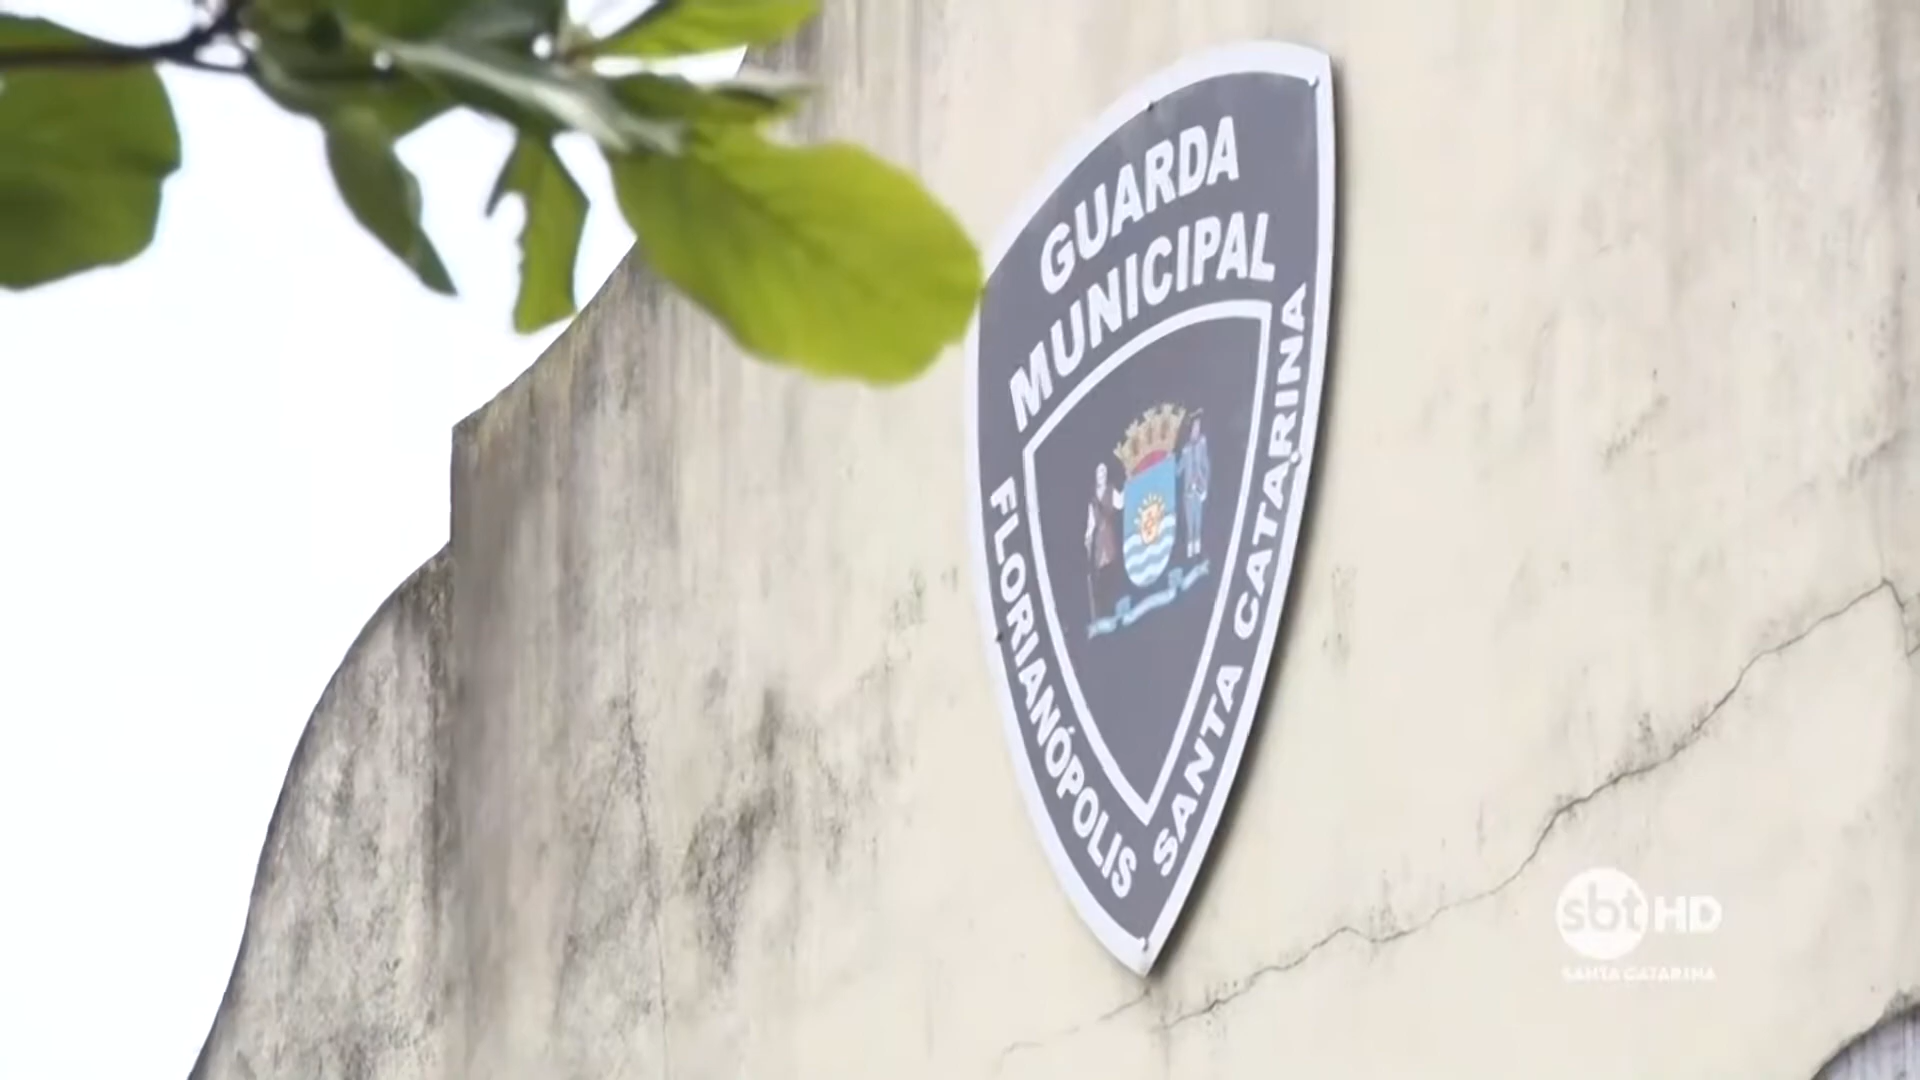 GUARDA
MUNICIPAL
FLORIANÓPOLIS
SANTA CATARINA
sbt HD
SANTA CATARINA